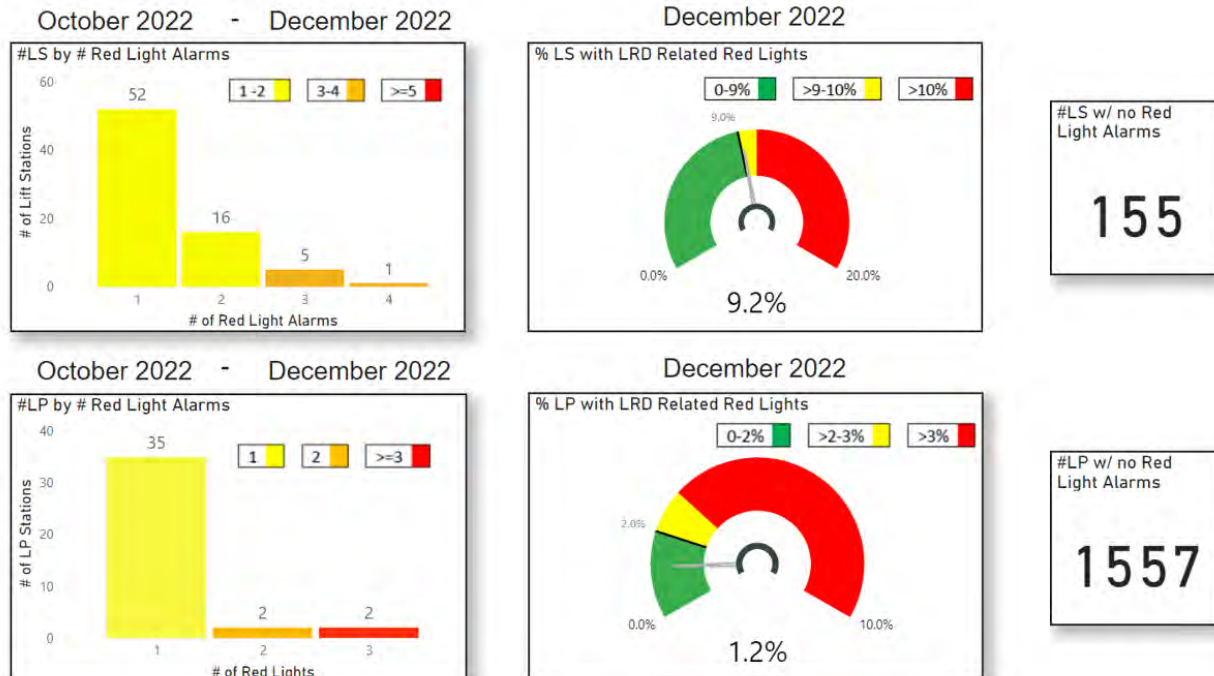 October 2022 - December 2022
#LS by # Red Light Alarms
1-2 3-4 >=5
60
40
20
0
# of Lift Stations
52
16
5
1
1 2 3 4
# of Red Light Alarms
December 2022
% LS with LRD Related Red Lights
0-9% >9-10% >10%
9.0%
0.0% 20.0%
9.2%
#LS w/ no Red
Light Alarms
155
October 2022 - December 2022
#LP by # Red Light Alarms
1 2 >=3
40
30
20
10
0
# of LP Stations
35
2
2
1 2 3
# of Red Lights
December 2022
% LP with LRD Related Red Lights
0-2% >2-3% >3%
2.0%
0.0% 10.0%
1.2%
#LP w/ no Red
Light Alarms
1557